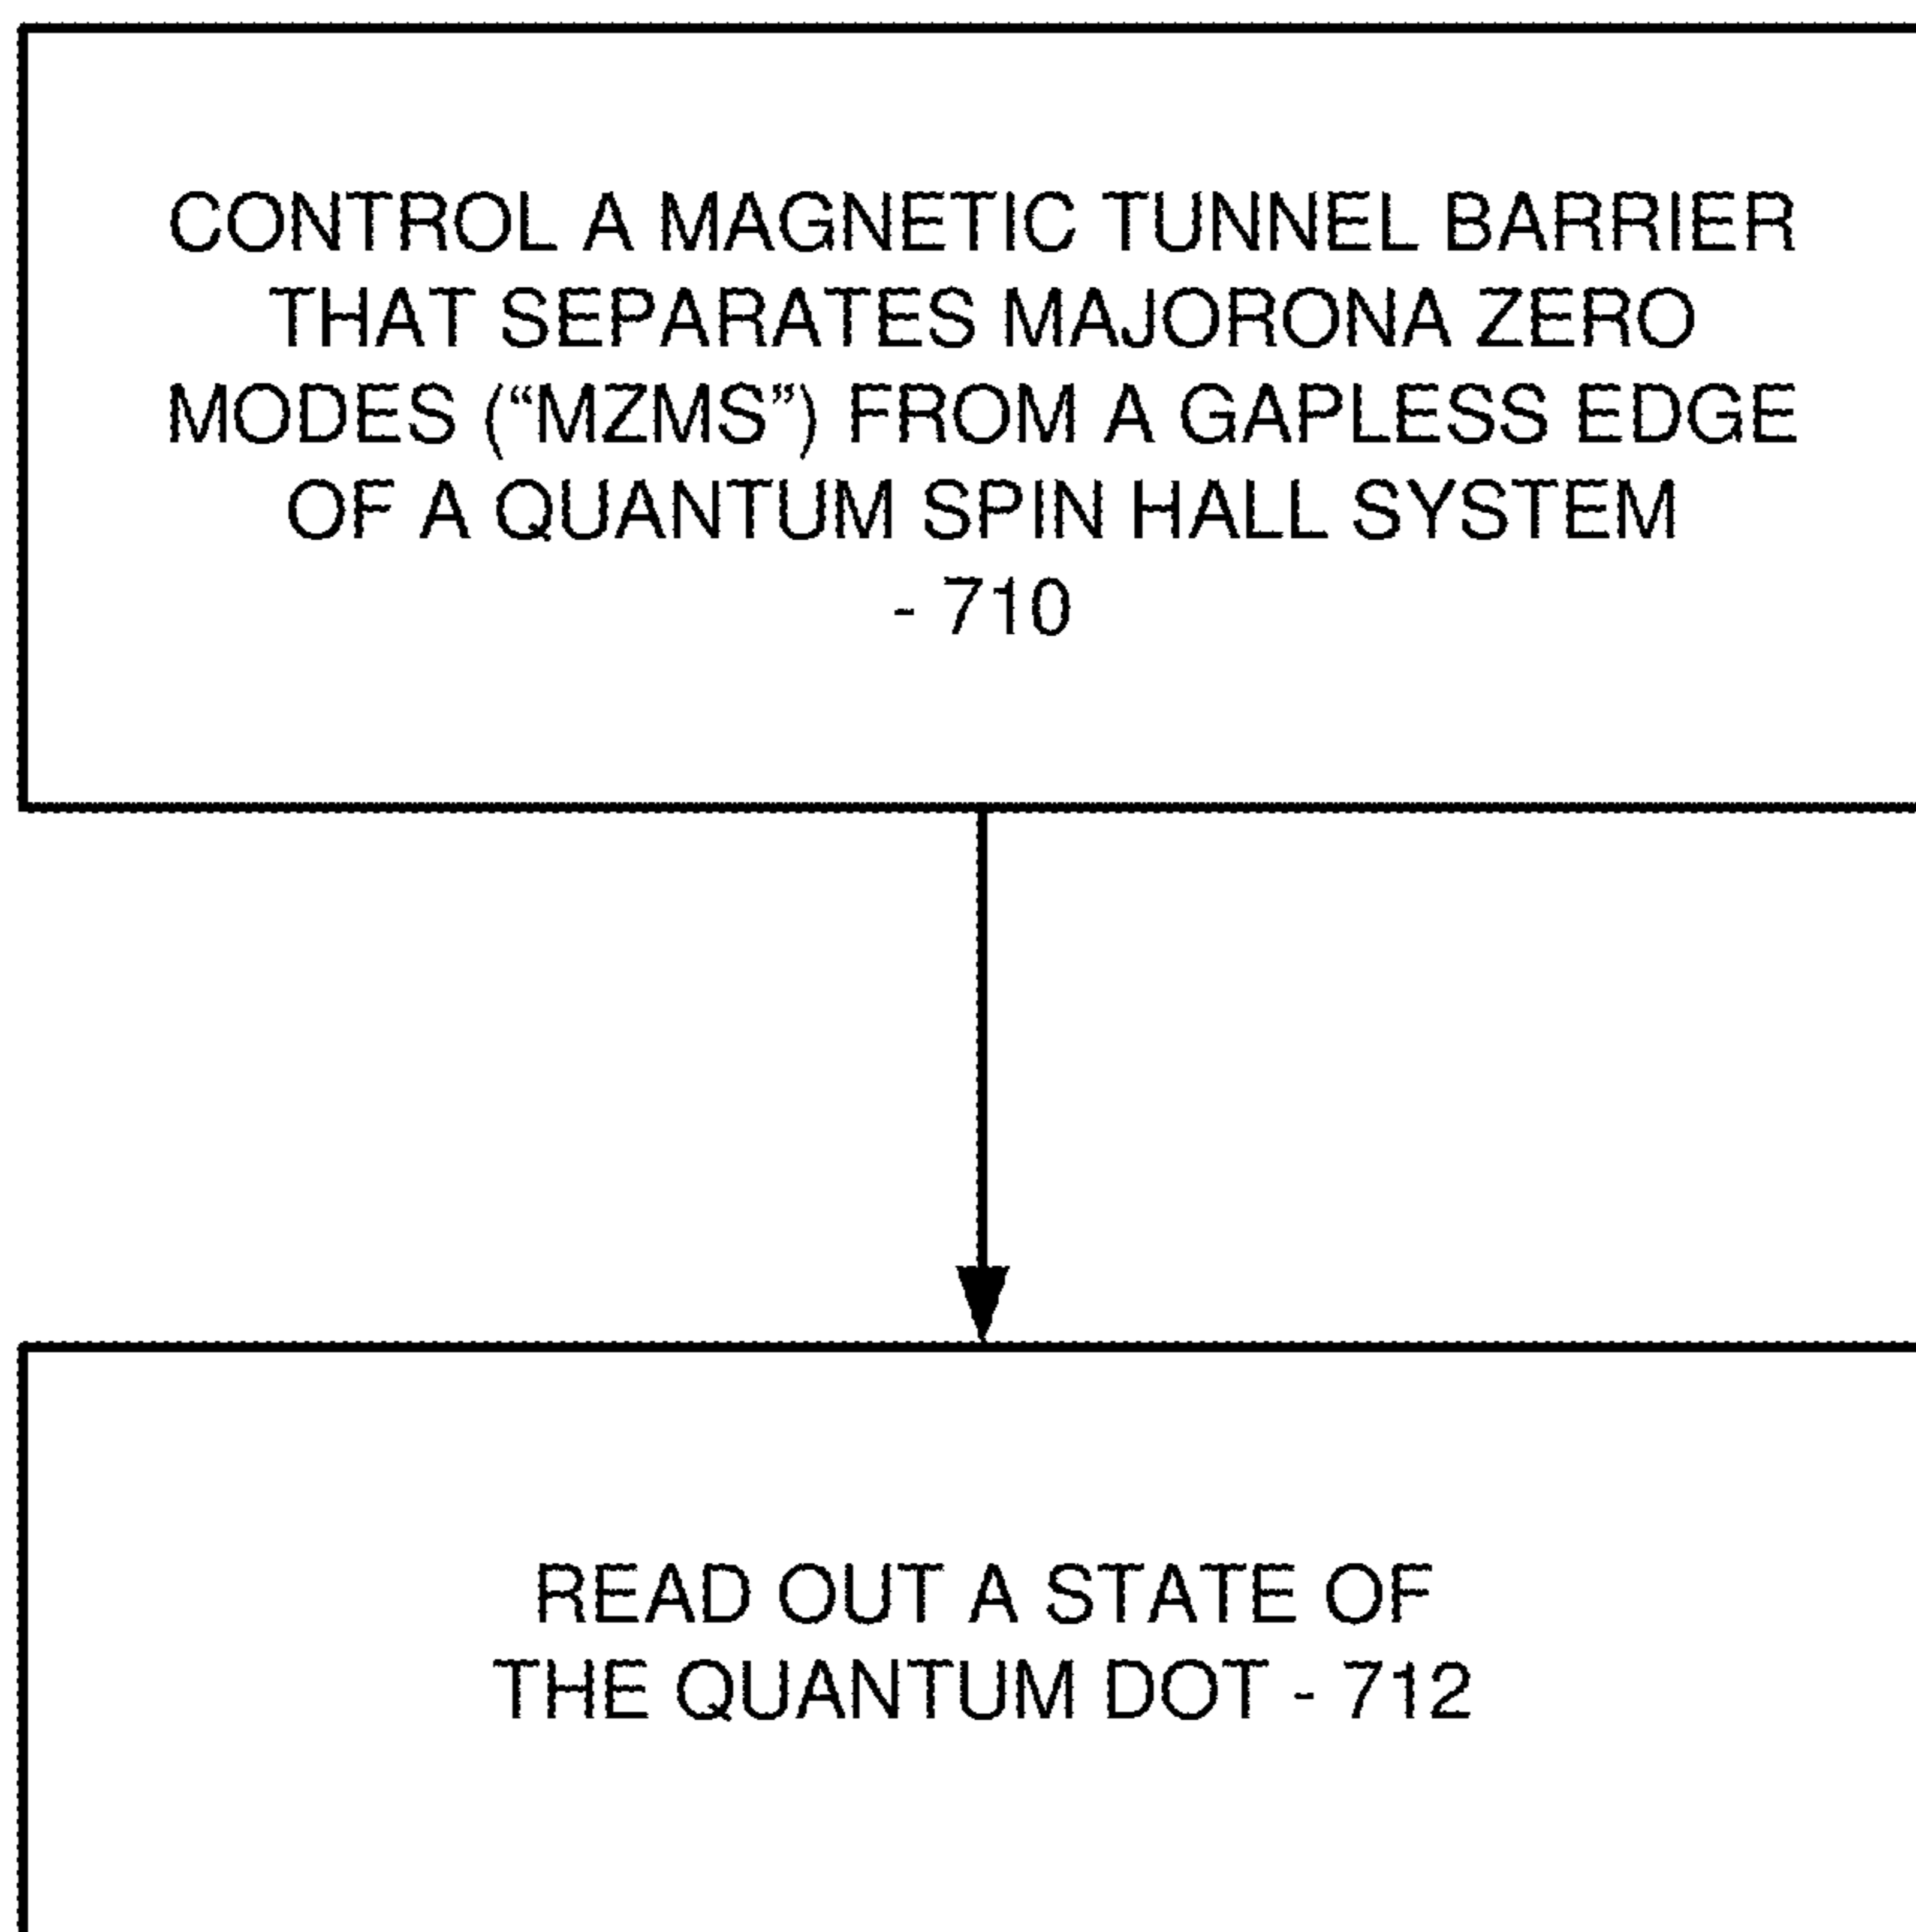 CONTROL A MAGNETIC TUNNEL BARRIER
THAT SEPARATES MAJORONA ZERO
MODES (“MZMS”) FROM A GAPLESS EDGE
OF A QUANTUM SPIN HALL SYSTEM
- 710
READ OUT A STATE OF
THE QUANTUM DOT - 712